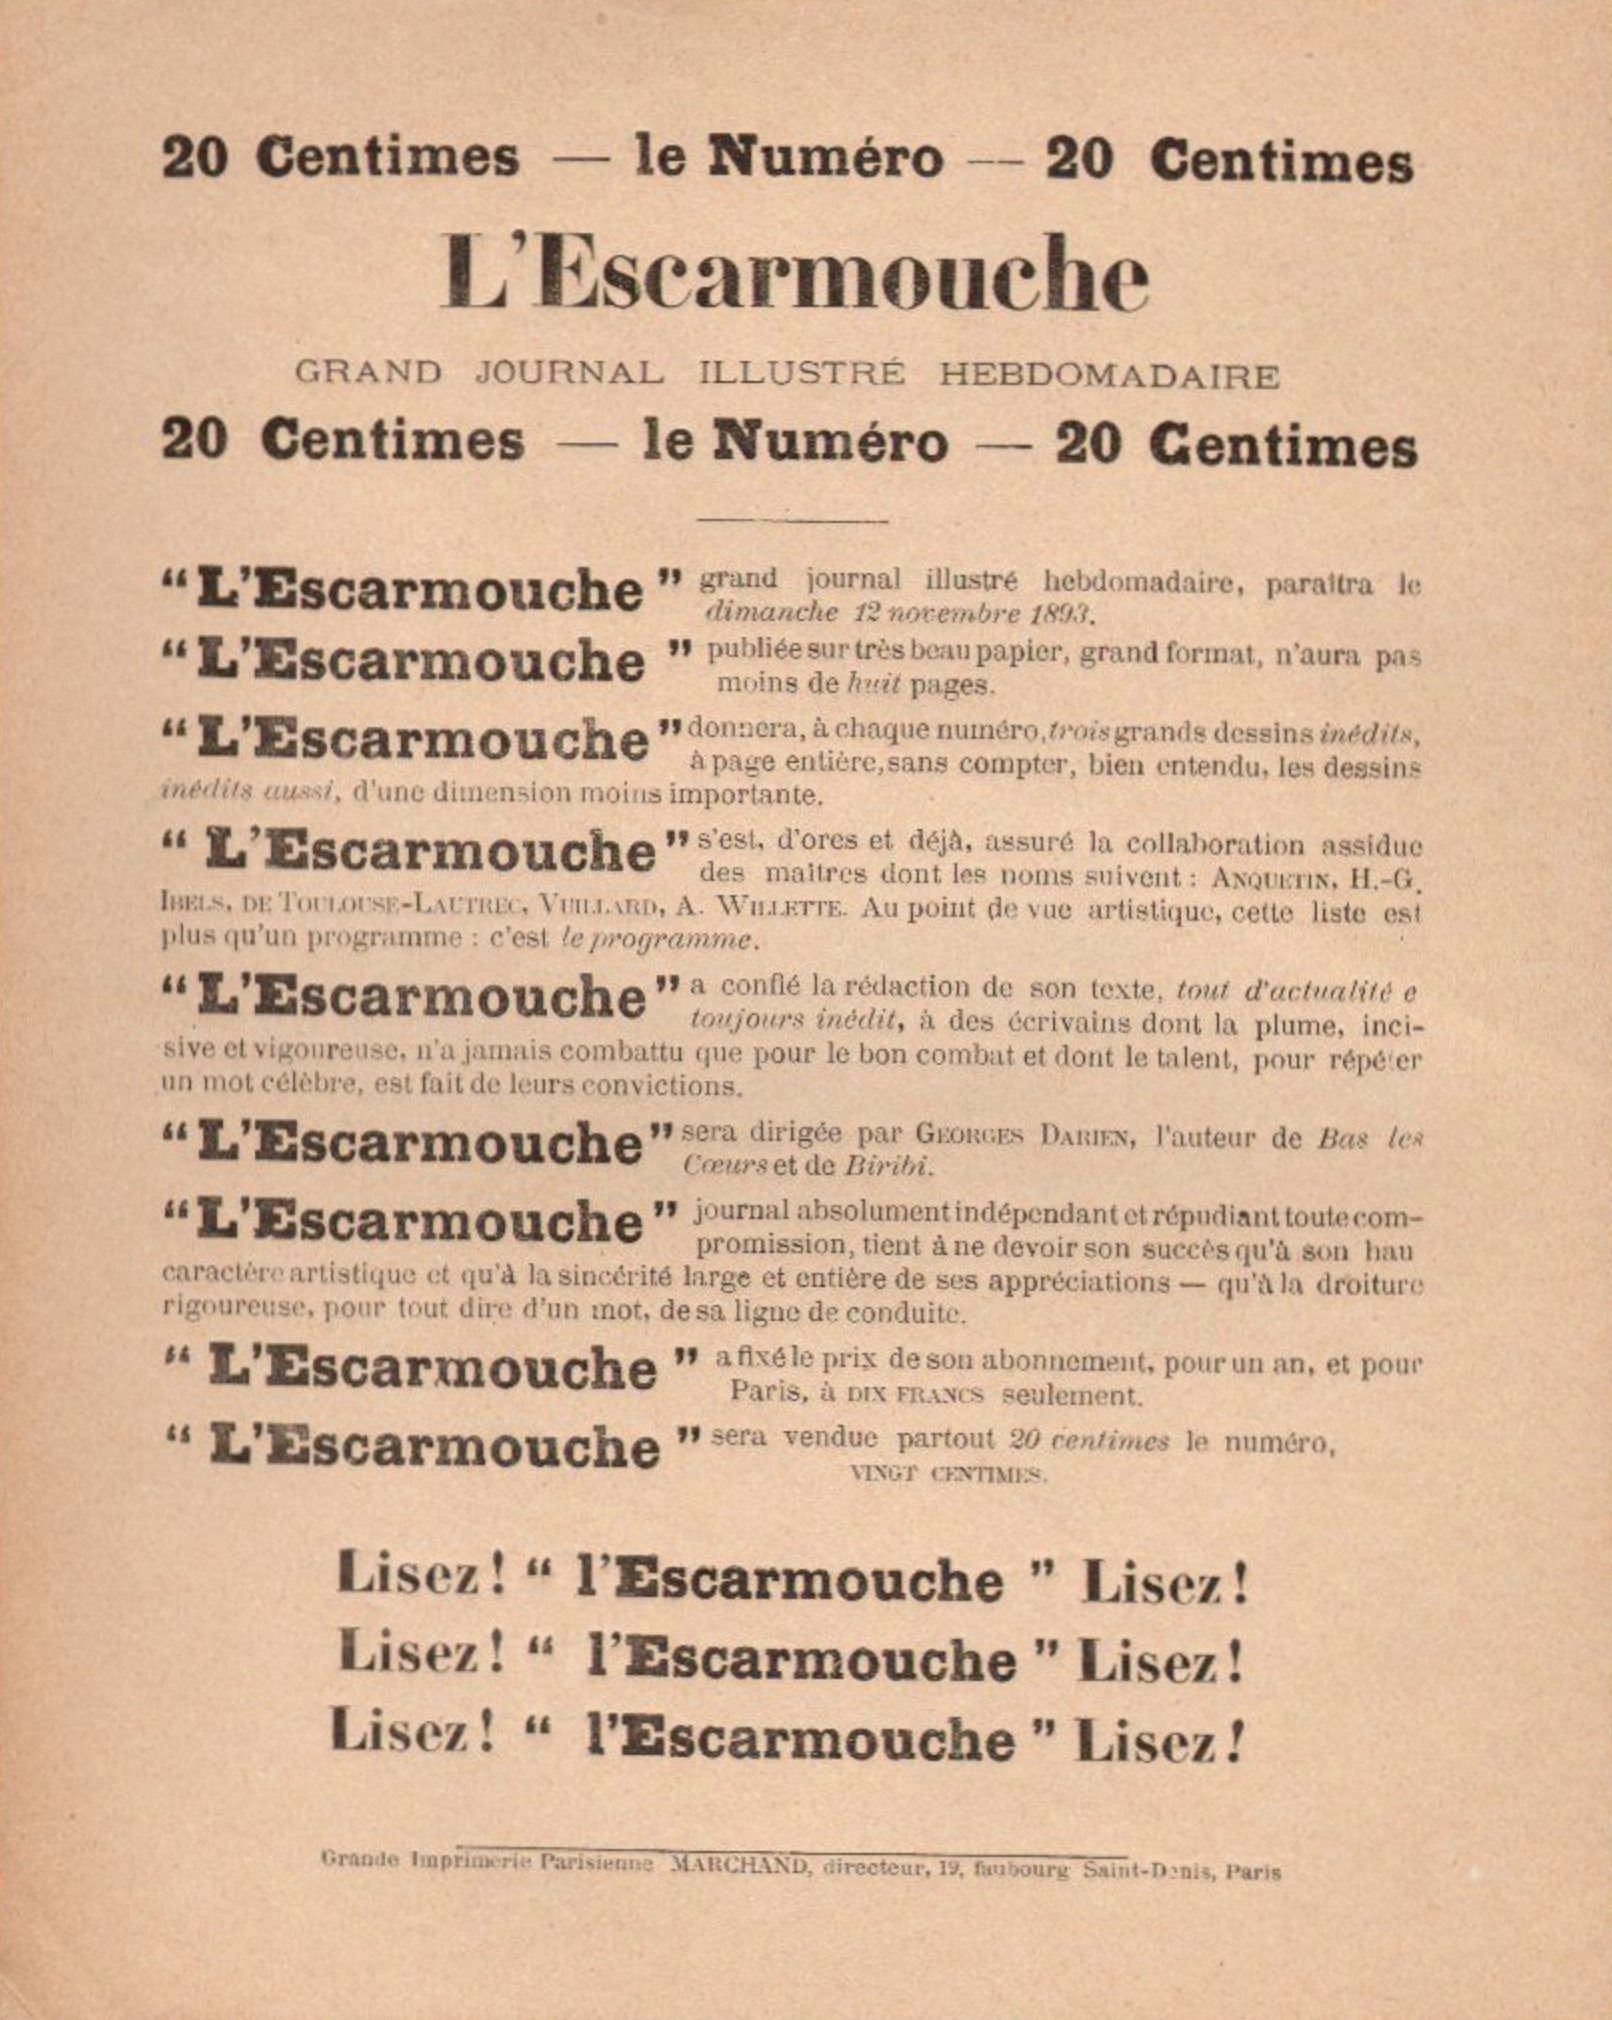 20 Centimes — le Numéro — 20 Centimes
L'Escarmouche
GRAND JOURNAL ILLUSTRÉ HEBDOMADAIRE
20 Centimes — le Numéro — 20 Centimes
“L'Escarmouche” grand journal illustré hebdomadaire, paraîtra le
dimanche 12 novembre 1893.
“L'Escarmouche” publiée sur très beau papier, grand format, n'aura pas
moins de huit pages.
“L'Escarmouche” donnera, à chaque numéro, trois grands dessins inédits,
à page entière, sans compter, bien entendu, les dessins
inédits aussi, d'une dimension moins importante.
“L'Escarmouche” s'est, d'ores et déjà, assuré la collaboration assidue
des maîtres dont les noms suivent : ANQUETIN, H.-G.
IBELS, DE TOULOUSE-LAUTREC, VUILLARD, A. WILLETTE. Au point de vue artistique, cette liste est
plus qu'un programme : c'est le programme.
“L'Escarmouche” a confié la rédaction de son texte, tout d'actualité e
toujours inédit, à des écrivains dont la plume, inci-
sive et vigoureuse, n'a jamais combattu que pour le bon combat et dont le talent, pour répéter
un mot célèbre, est fait de leurs convictions.
“L'Escarmouche” sera dirigée par GEORGES DARIEN, l'auteur de Bas les
Cœurs et de Biribi.
“L'Escarmouche” journal absolument indépendant et répudiant toute com-
promission, tient à ne devoir son succès qu'à son hau
caractère artistique et qu'à la sincérité large et entière de ses appréciations — qu'à la droiture
rigoureuse, pour tout dire d'un mot, de sa ligne de conduite.
“L'Escarmouche” a fixé le prix de son abonnement, pour un an, et pour
Paris, à DIX FRANCS seulement.
“L'Escarmouche” sera vendue partout 20 centimes le numéro,
VINGT CENTIMES.
Lisez! “l'Escarmouche” Lisez!
Lisez! “l'Escarmouche” Lisez!
Lisez! “l'Escarmouche” Lisez!
Grande Imprimerie Parisienne MARCHAND, directeur, 19, faubourg Saint-Denis, Paris